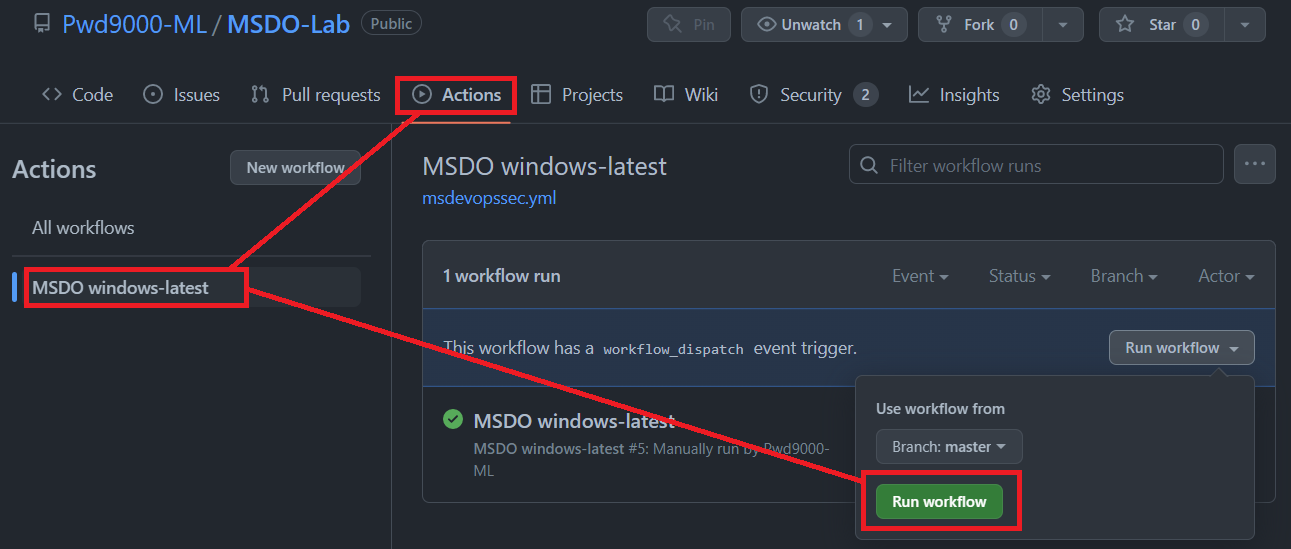 Pwd9000-ML / MSDO-Lab Public Pin Unwatch 1 Fork 0 Star 0
Code Issues Pull requests Actions Projects Wiki Security 2 Insights Settings
Actions New workflow
All workflows
MSDO windows-latest
MSDO windows-latest Filter workflow runs
msdevopssec.yml
1 workflow run Event Status Branch Actor
This workflow has a workflow_dispatch event trigger. Run workflow
Use workflow from
Branch: master
Run workflow
MSDO windows-latest
MSDO windows-latest #5: Manually run by Pwd9000-
ML